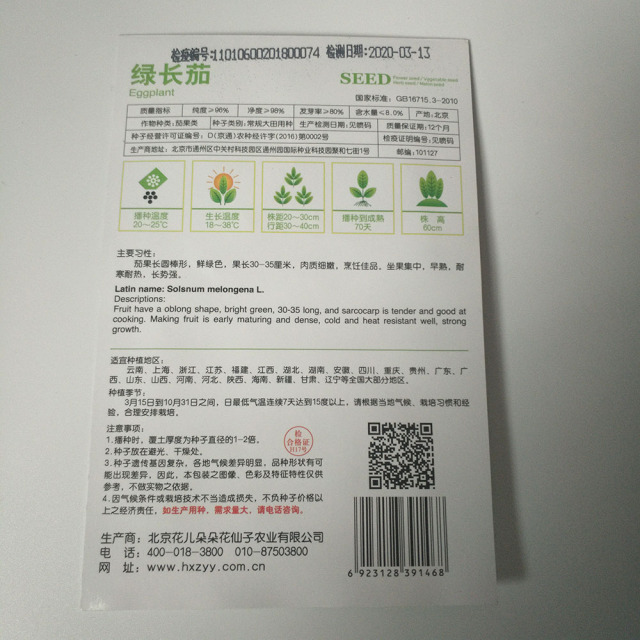 检疫编号:11010600201800074 检测日期:2020-03-13
绿长茄
Eggplant
SEED
国家标准: GB16715.3-2010
质量指标 纯度≥96% 净度≥98% 发芽率≥80% 含水量≤8.0% 产地:北京
作物种类:茄果类 种子类别:常规大田用种 生产检测日期:见喷码 质量保证期:12个月
种子经营许可证编号: D(京通)农种经许字(2016)第0002号 检疫证明编号:见喷码
生产商地址: 北京市通州区中关村科技园区通州园国际种业科技园聚和七街1号 邮编:101127
播种温度 生长温度 株距20～30cm 播种到成熟 株 高
20～25℃ 18～38℃ 行距30～40cm 70天 60cm
主要习性:
茄果长圆棒形，鲜绿色，果长30-35厘米，肉质细嫩，烹饪佳品，坐果集中，早熟，耐
寒耐热，长势强。
Latin name: Solsnum melongena L.
Descriptions:
Fruit have a oblong shape, bright green, 30-35 long, and sarcocarp is tender and good at
cooking. Making fruit is early maturing and dense, cold and heat resistant well, strong
growth.
适宜种植地区:
云南、上海、浙江、江苏、福建、江西、湖北、湖南、安徽、四川、重庆、贵州、广东、广
西、山东、山西、河南、河北、陕西、海南、新疆、甘肃、辽宁等全国大部分地区。
种植季节:
3月15日到10月31日之间，日最低气温连续7天达到15度以上，请根据当地气候、栽培习惯和经
验，合理安排栽培。
注意事项:
1.播种时，覆土厚度为种子直径的1-2倍。
2.种子放在避光、干燥处。
3.种子遗传基因复杂，各地气候差异明显，品种形状有可
能出现差异，因此，本包装之图像、色彩及特征特性仅供
参考，不做实物之依据。
4.因气候条件或栽培技术不当造成损失，不负种子价格以
上之经济责任，如生产用种，需求量大，请电话咨询。
检
合格证
H17号
生产商: 北京花儿朵朵花仙子农业有限公司
电 话: 400-018-3800 010-87503800
网 址: www.hxzyy.com.cn
6 923128 391468